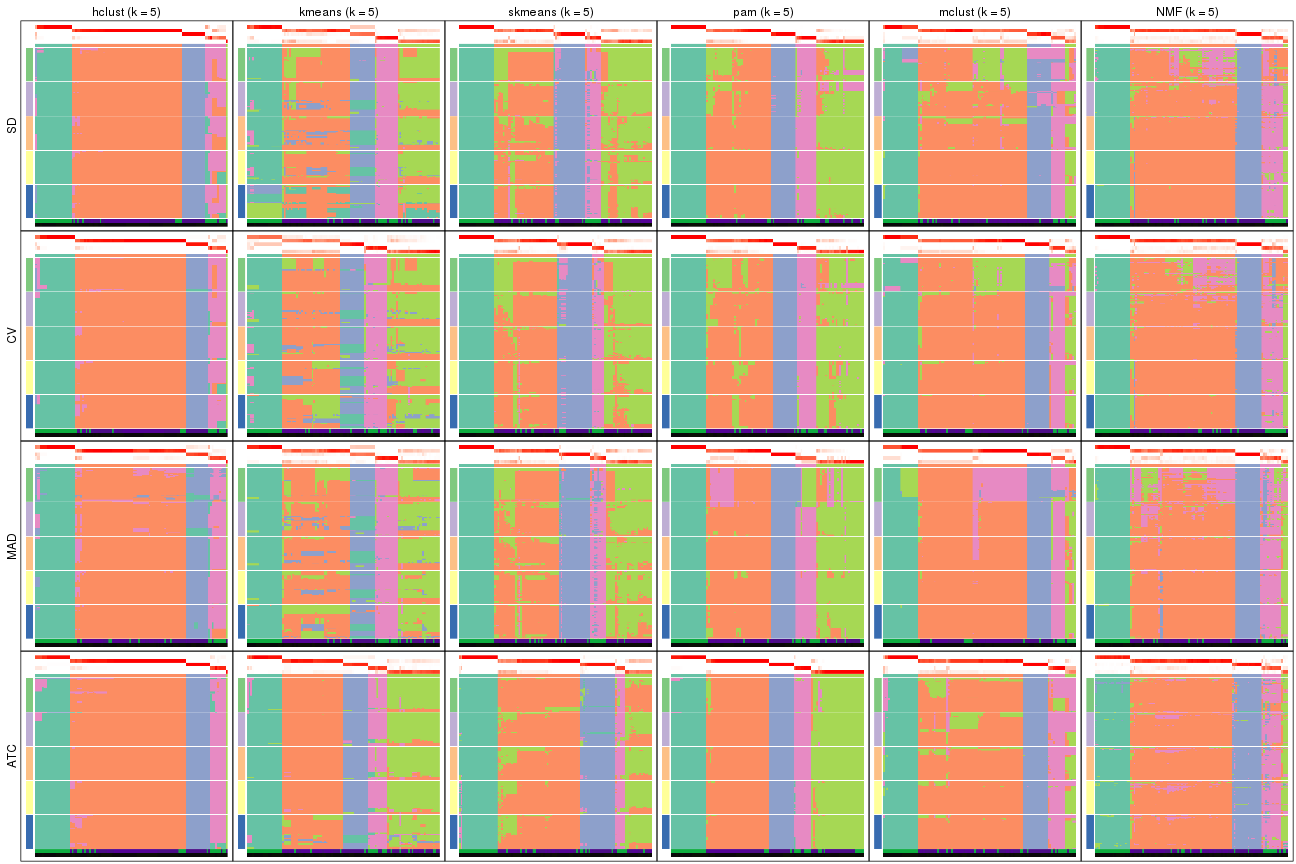 hclust (k = 5)
kmeans (k = 5)
skmeans (k = 5)
pam (k = 5)
mclust (k = 5)
NMF (k = 5)
SD
CV
MAD
ATC